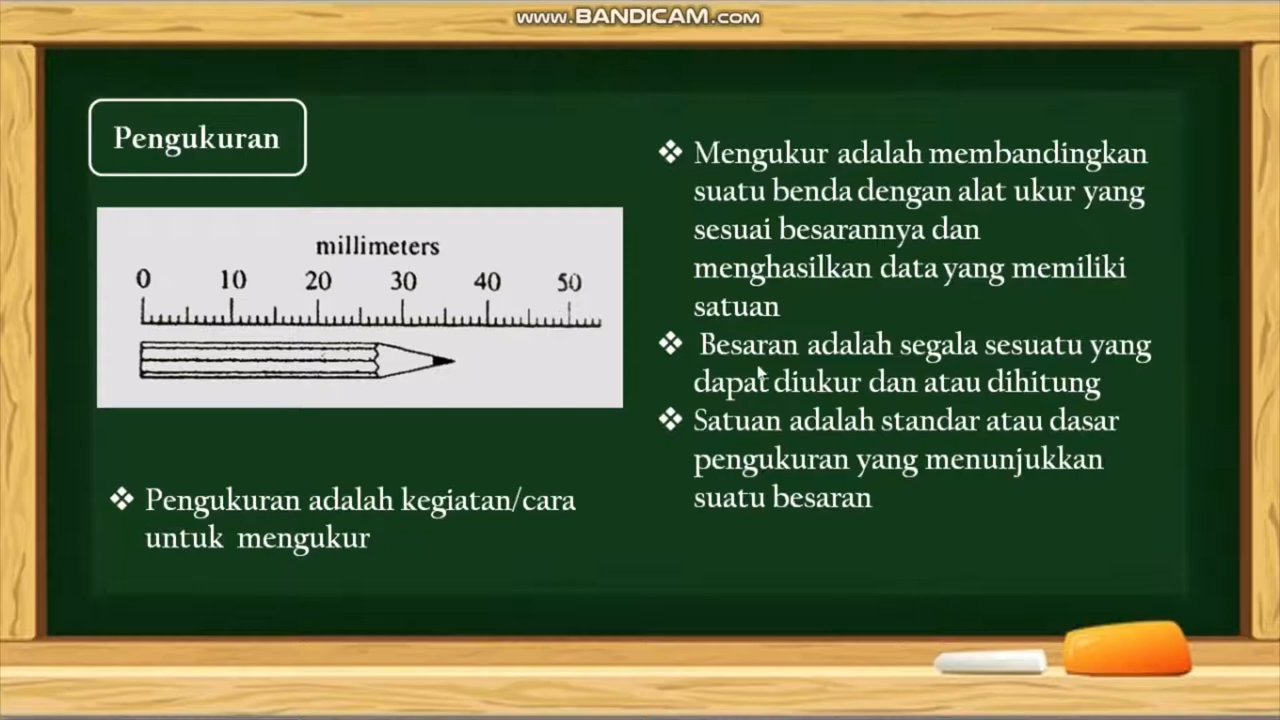 www.BANDICAM.com
Pengukuran
millimeters
0 10 20 30 40 50
❖ Pengukuran adalah kegiatan/cara
untuk mengukur
❖ Mengukur adalah membandingkan
suatu benda dengan alat ukur yang
sesuai besarannya dan
menghasilkan data yang memiliki
satuan
❖ Besaran adalah segala sesuatu yang
dapat diukur dan atau dihitung
❖ Satuan adalah standar atau dasar
pengukuran yang menunjukkan
suatu besaran